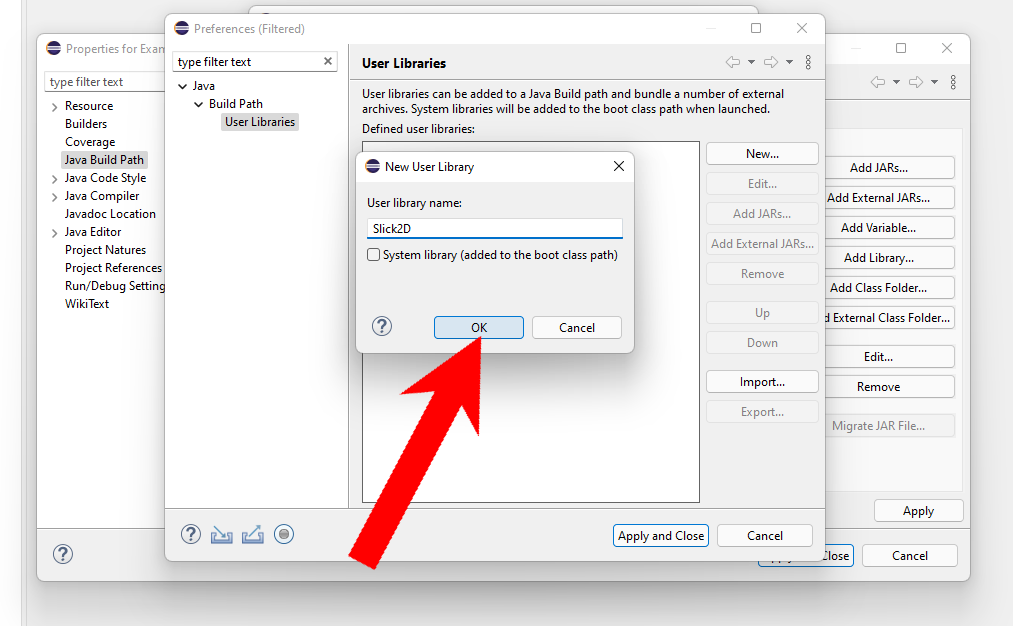 Properties for Exam
type filter text
Resource
Builders
Coverage
Java Build Path
Java Code Style
Java Compiler
Javadoc Location
Java Editor
Project Natures
Project References
Run/Debug Setting
WikiText
Preferences (Filtered)
type filter text
Java
Build Path
User Libraries
User Libraries
User libraries can be added to a Java Build path and bundle a number of external
archives. System libraries will be added to the boot class path when launched.
Defined user libraries:
New...
Edit...
Add JARs...
Add External JARs...
Remove
Up
Down
Import...
Export...
New User Library
User library name:
Slick2D
System library (added to the boot class path)
OK
Cancel
Apply and Close
Cancel
Add JARs...
Add External JARs...
Add Variable...
Add Library...
Add Class Folder...
d External Class Folder...
Edit...
Remove
Migrate JAR File...
Apply
Close
Cancel